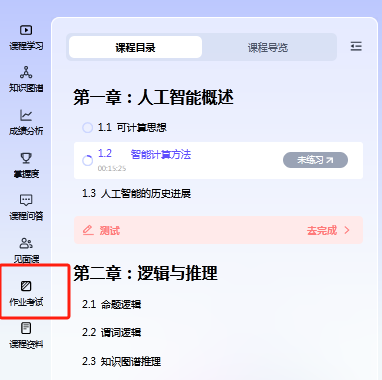 课程学习
知识图谱
成绩分析
掌握度
课程问答
见面课
作业考试
课程资料
课程目录
课程导览
第一章：人工智能概述
1.1 可计算思想
1.2 智能计算方法
00:15:25
未练习
1.3 人工智能的历史进展
测试
去完成
第二章：逻辑与推理
2.1 命题逻辑
2.2 谓词逻辑
2.3 知识图谱推理